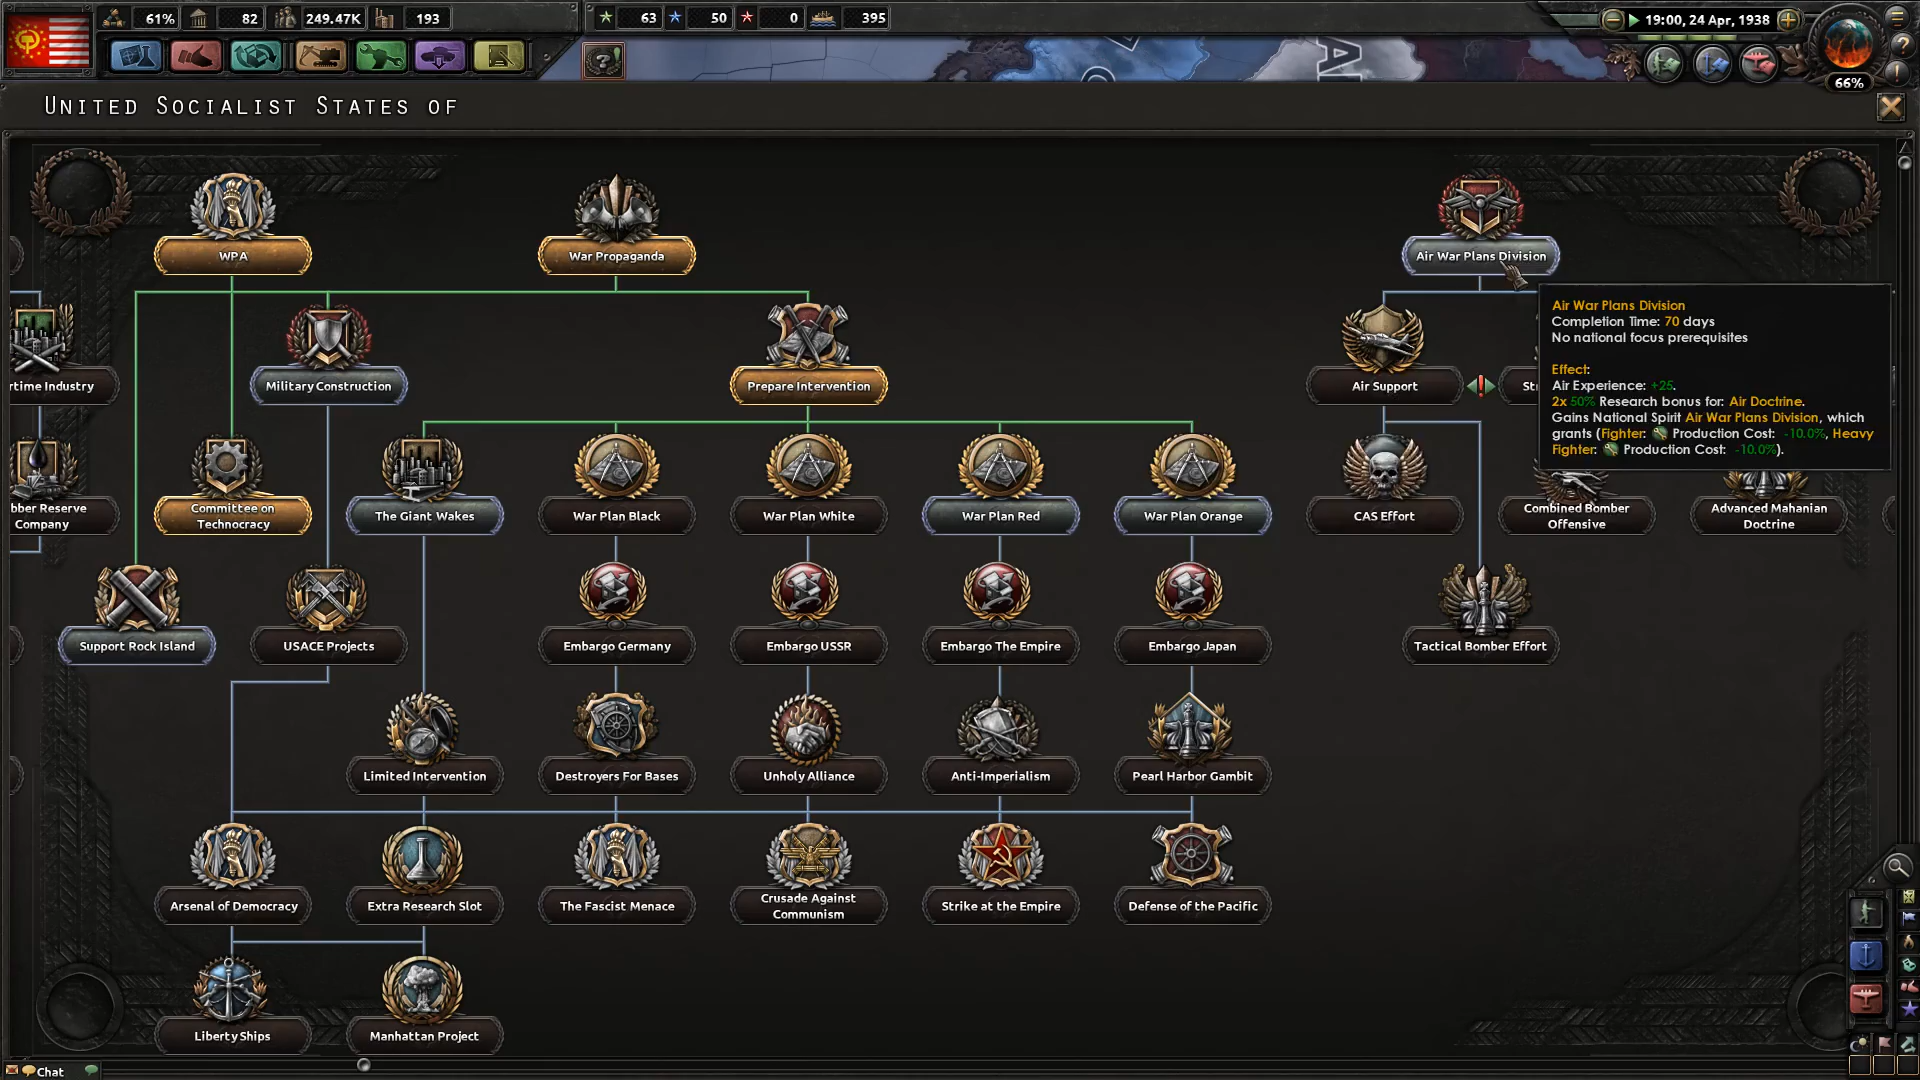 61%
82
249.47K
193
63
50
0
395
19:00, 24 Apr, 1938
66%
United Socialist States of
WPA
War Propaganda
Air War Plans Division
Air War Plans Division
Completion Time: 70 days
No national focus prerequisites
Effect:
Air Experience: +25.
2x 50% Research bonus for: Air Doctrine.
Gains National Spirit Air War Plans Division, which
grants (Fighter: Production Cost: -10.0%, Heavy
Fighter: Production Cost: -10.0%).
rtime Industry
Military Construction
Prepare Intervention
Air Support
bber Reserve
Company
Committee on
Technocracy
The Giant Wakes
War Plan Black
War Plan White
War Plan Red
War Plan Orange
CAS Effort
Combined Bomber
Offensive
Advanced Mahanian
Doctrine
Support Rock Island
USACE Projects
Embargo Germany
Embargo USSR
Embargo The Empire
Embargo Japan
Tactical Bomber Effort
Limited Intervention
Destroyers For Bases
Unholy Alliance
Anti-Imperialism
Pearl Harbor Gambit
Arsenal of Democracy
Extra Research Slot
The Fascist Menace
Crusade Against
Communism
Strike at the Empire
Defense of the Pacific
Liberty Ships
Manhattan Project
Chat